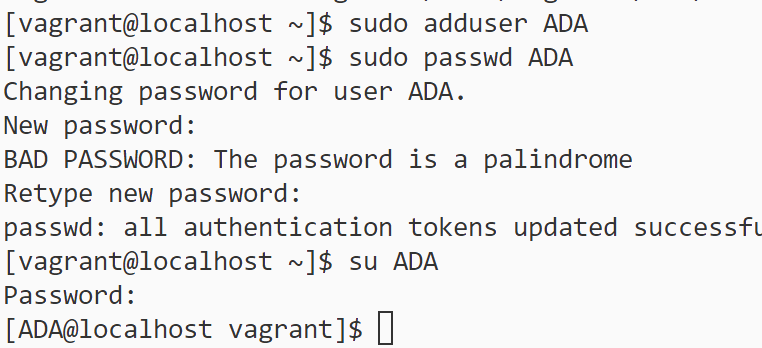 [vagrant@localhost ~]$ sudo adduser ADA
[vagrant@localhost ~]$ sudo passwd ADA
Changing password for user ADA.
New password:
BAD PASSWORD: The password is a palindrome
Retype new password:
passwd: all authentication tokens updated successfu
[vagrant@localhost ~]$ su ADA
Password:
[ADA@localhost vagrant]$